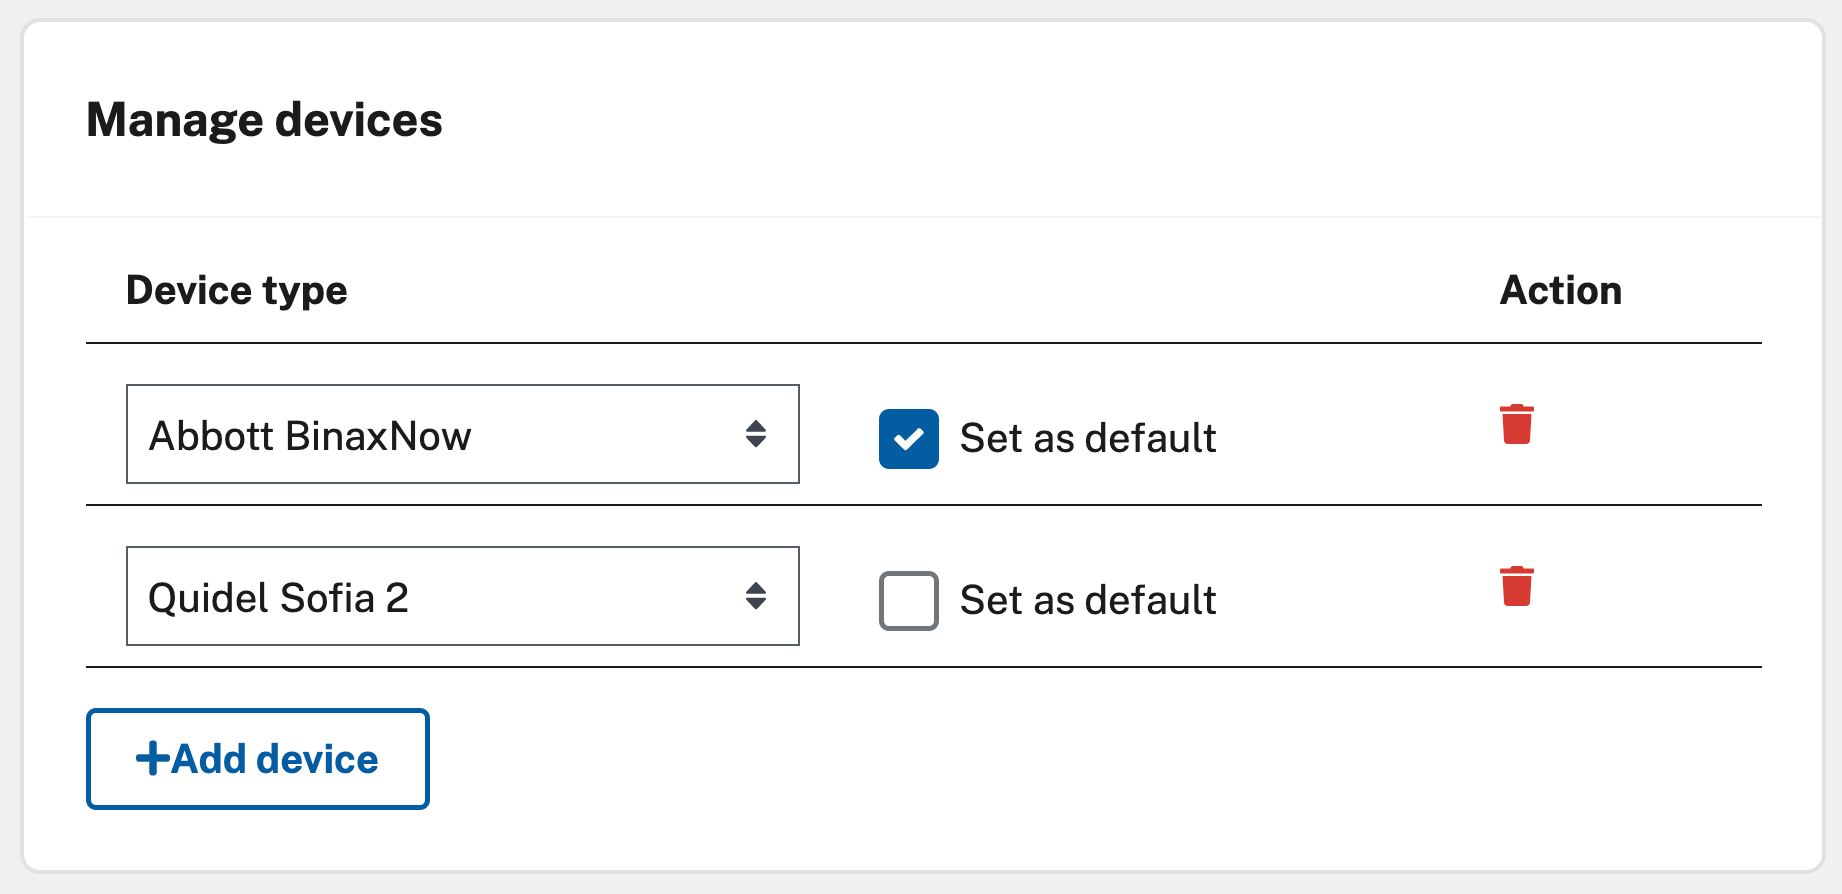 Manage devices
Device type Action
Abbott BinaxNow Set as default
Quidel Sofia 2 Set as default
+Add device